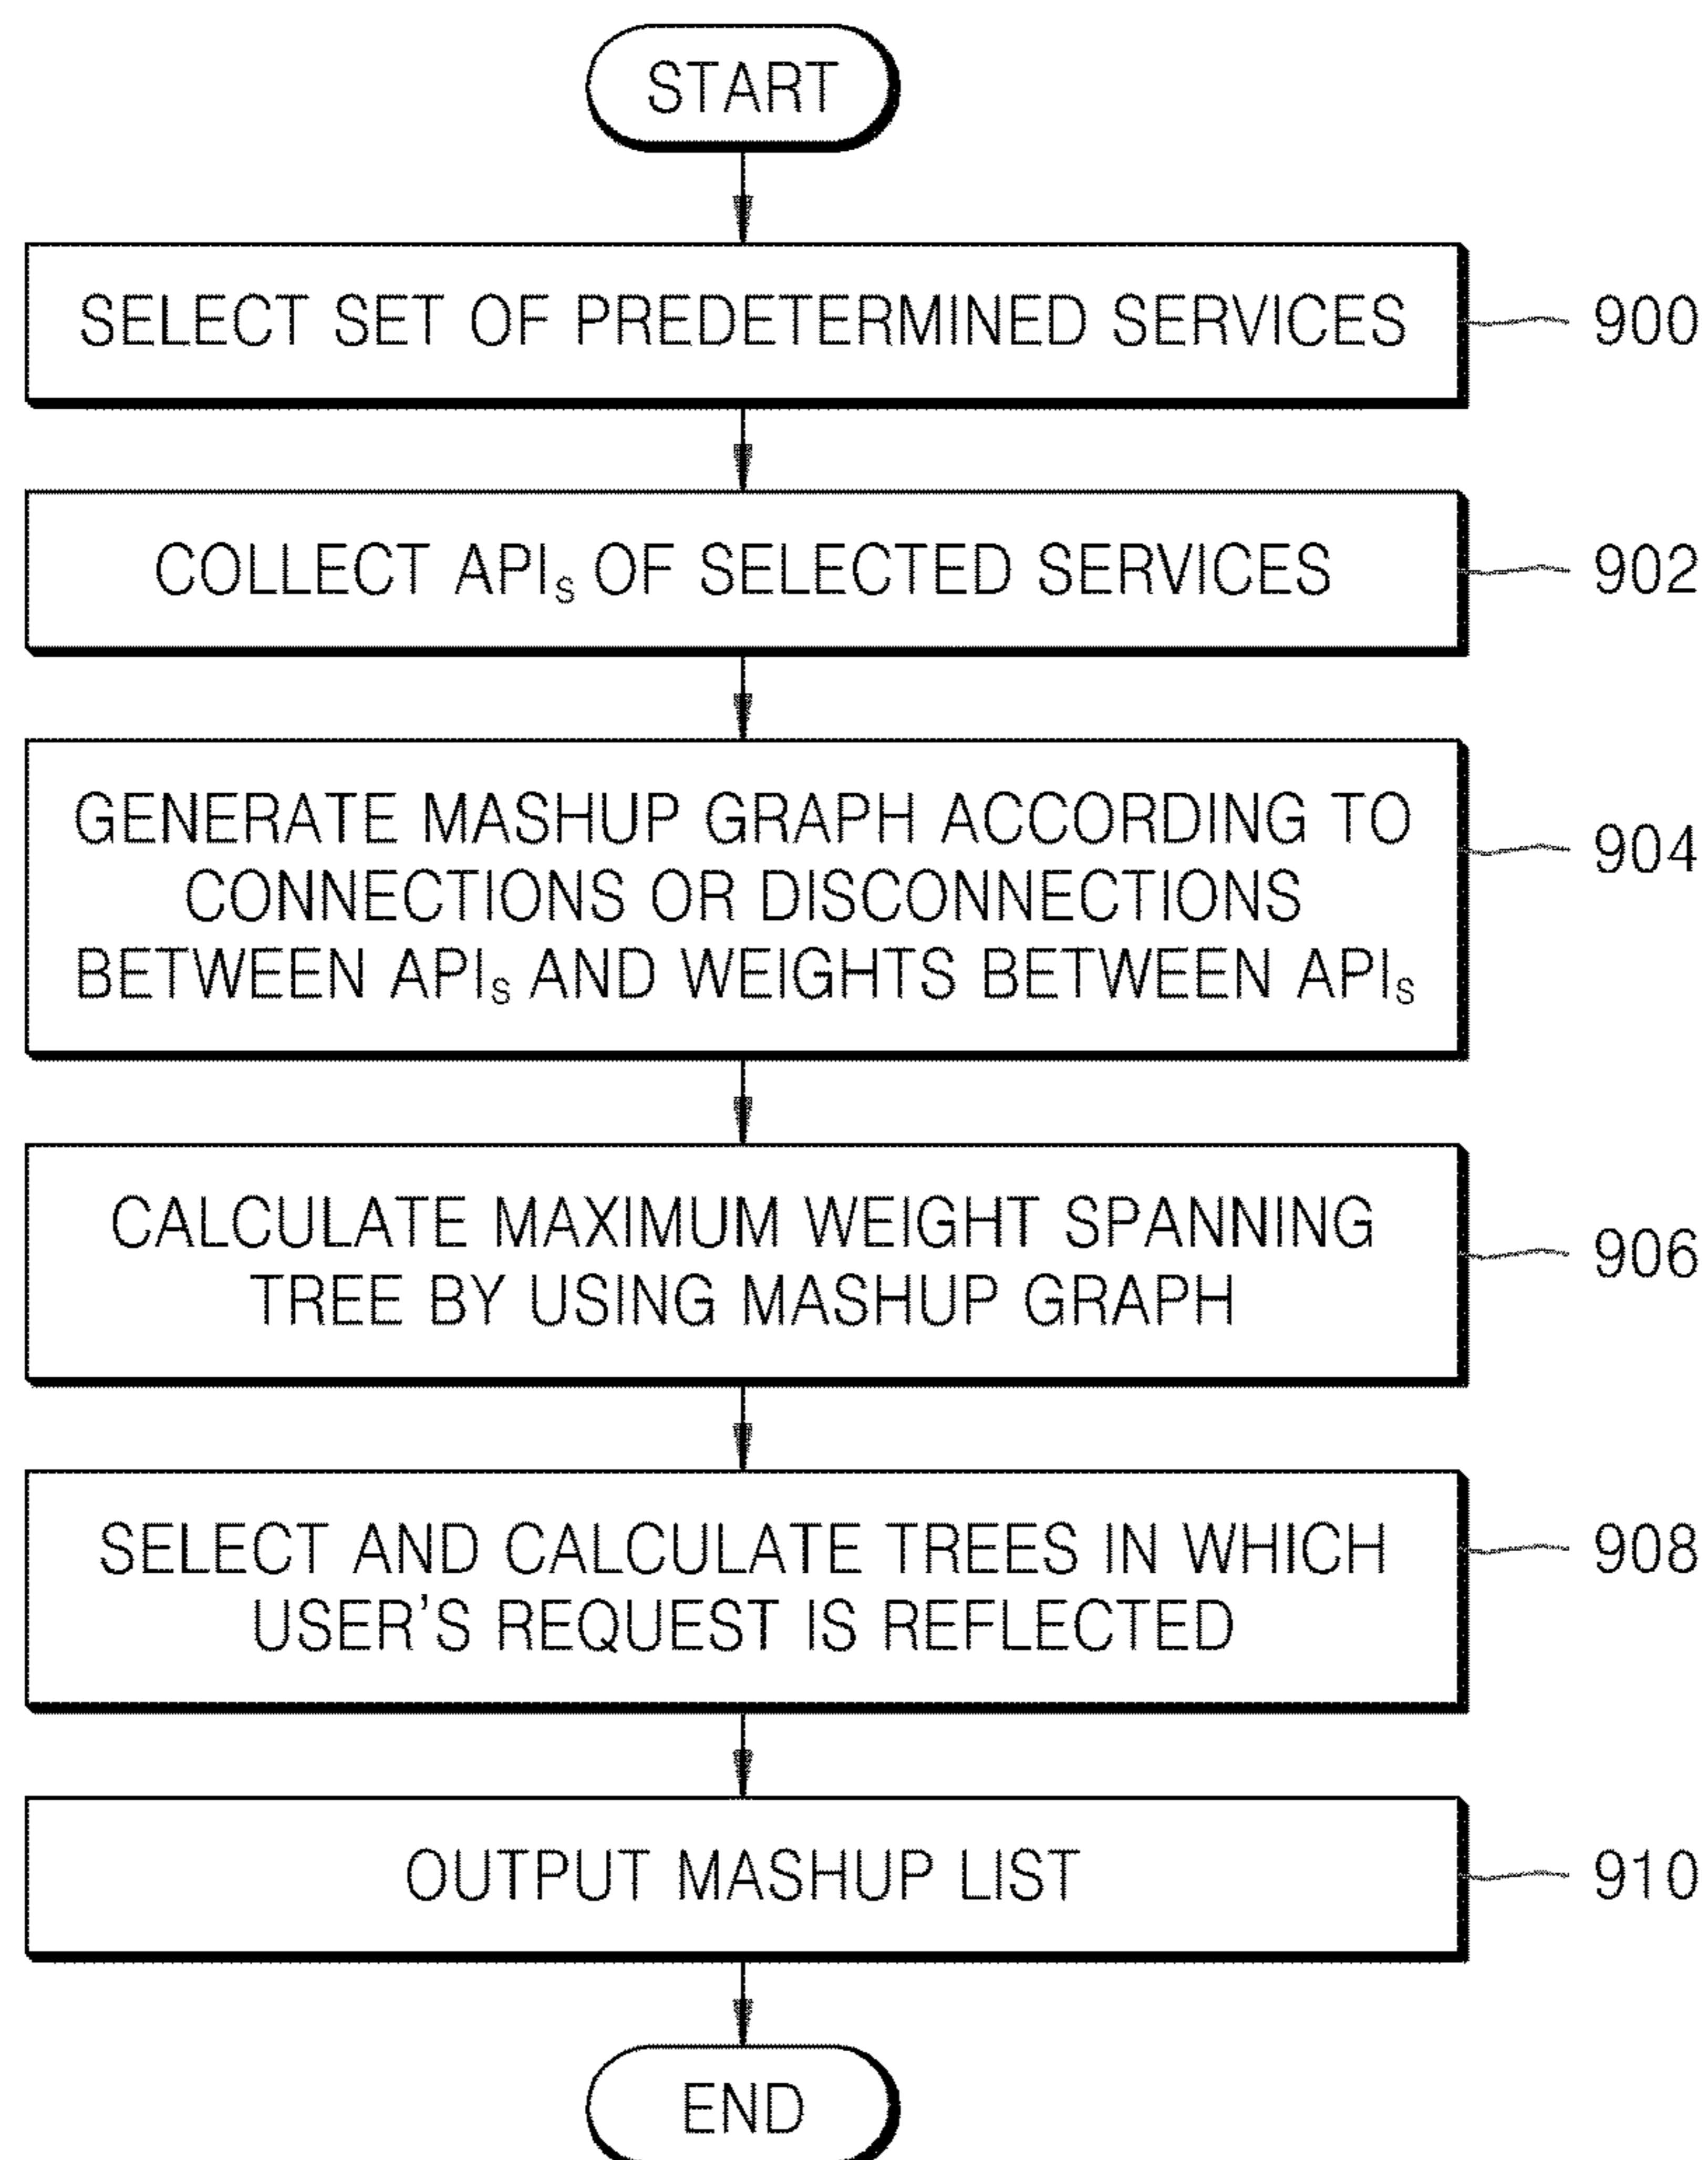 START
SELECT SET OF PREDETERMINED SERVICES
900
COLLECT APIs OF SELECTED SERVICES
902
GENERATE MASHUP GRAPH ACCORDING TO
CONNECTIONS OR DISCONNECTIONS
BETWEEN APIs AND WEIGHTS BETWEEN APIs
904
CALCULATE MAXIMUM WEIGHT SPANNING
TREE BY USING MASHUP GRAPH
906
SELECT AND CALCULATE TREES IN WHICH
USER'S REQUEST IS REFLECTED
908
OUTPUT MASHUP LIST
910
END